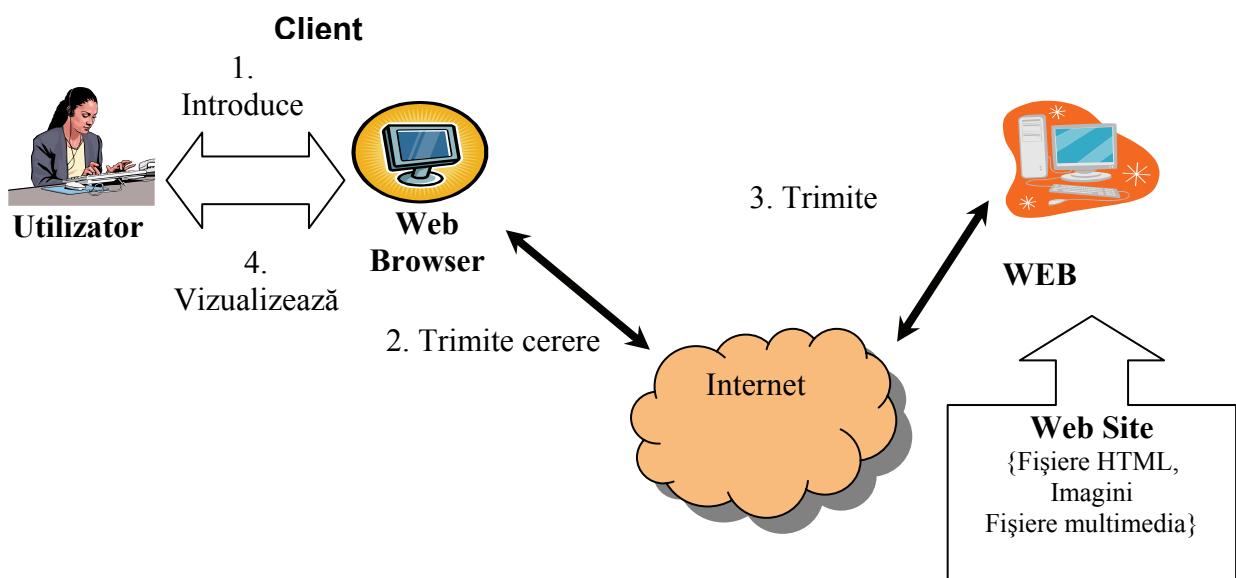 Client
1.
Introduce
Utilizator
Web
Browser
4.
Vizualizează
2. Trimite cerere
3. Trimite
Internet
WEB
Web Site
{Fişiere HTML,
Imagini
Fişiere multimedia}